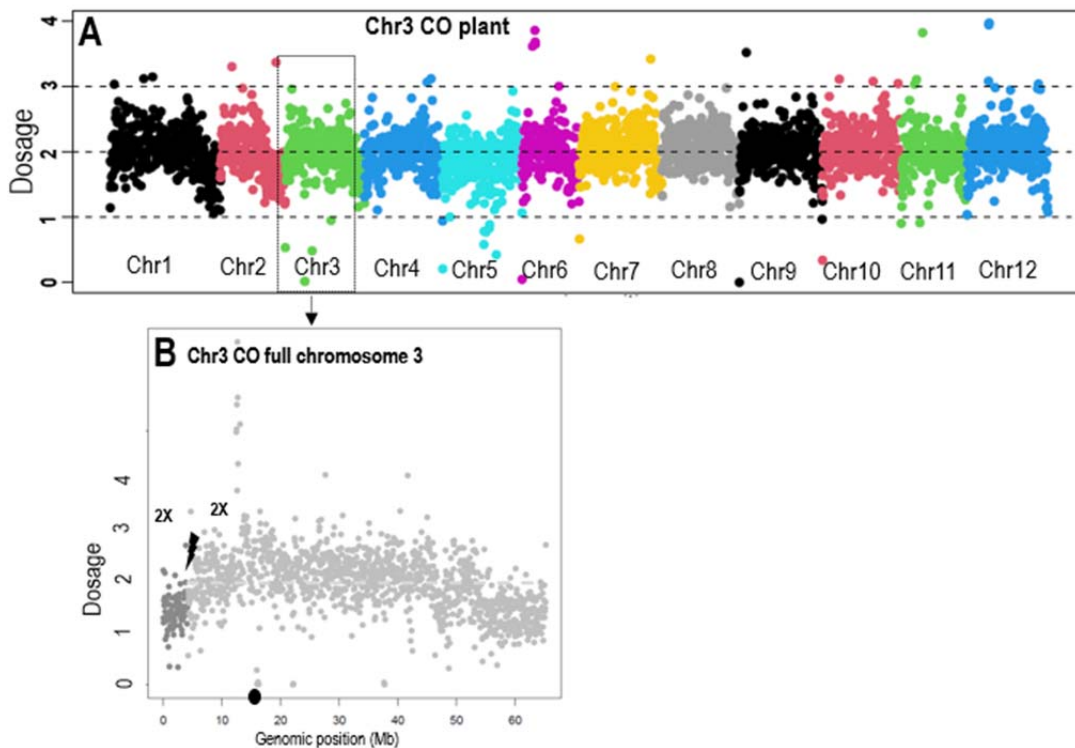 A
Chr3 CO plant
4
3
2
1
0
Dosage
Chr1 Chr2 Chr3 Chr4 Chr5 Chr6 Chr7 Chr8 Chr9 Chr10 Chr11 Chr12
B Chr3 CO full chromosome 3
4
3
2
1
0
Dosage
2X 2X
0 10 20 30 40 50 60
Genomic position (Mb)